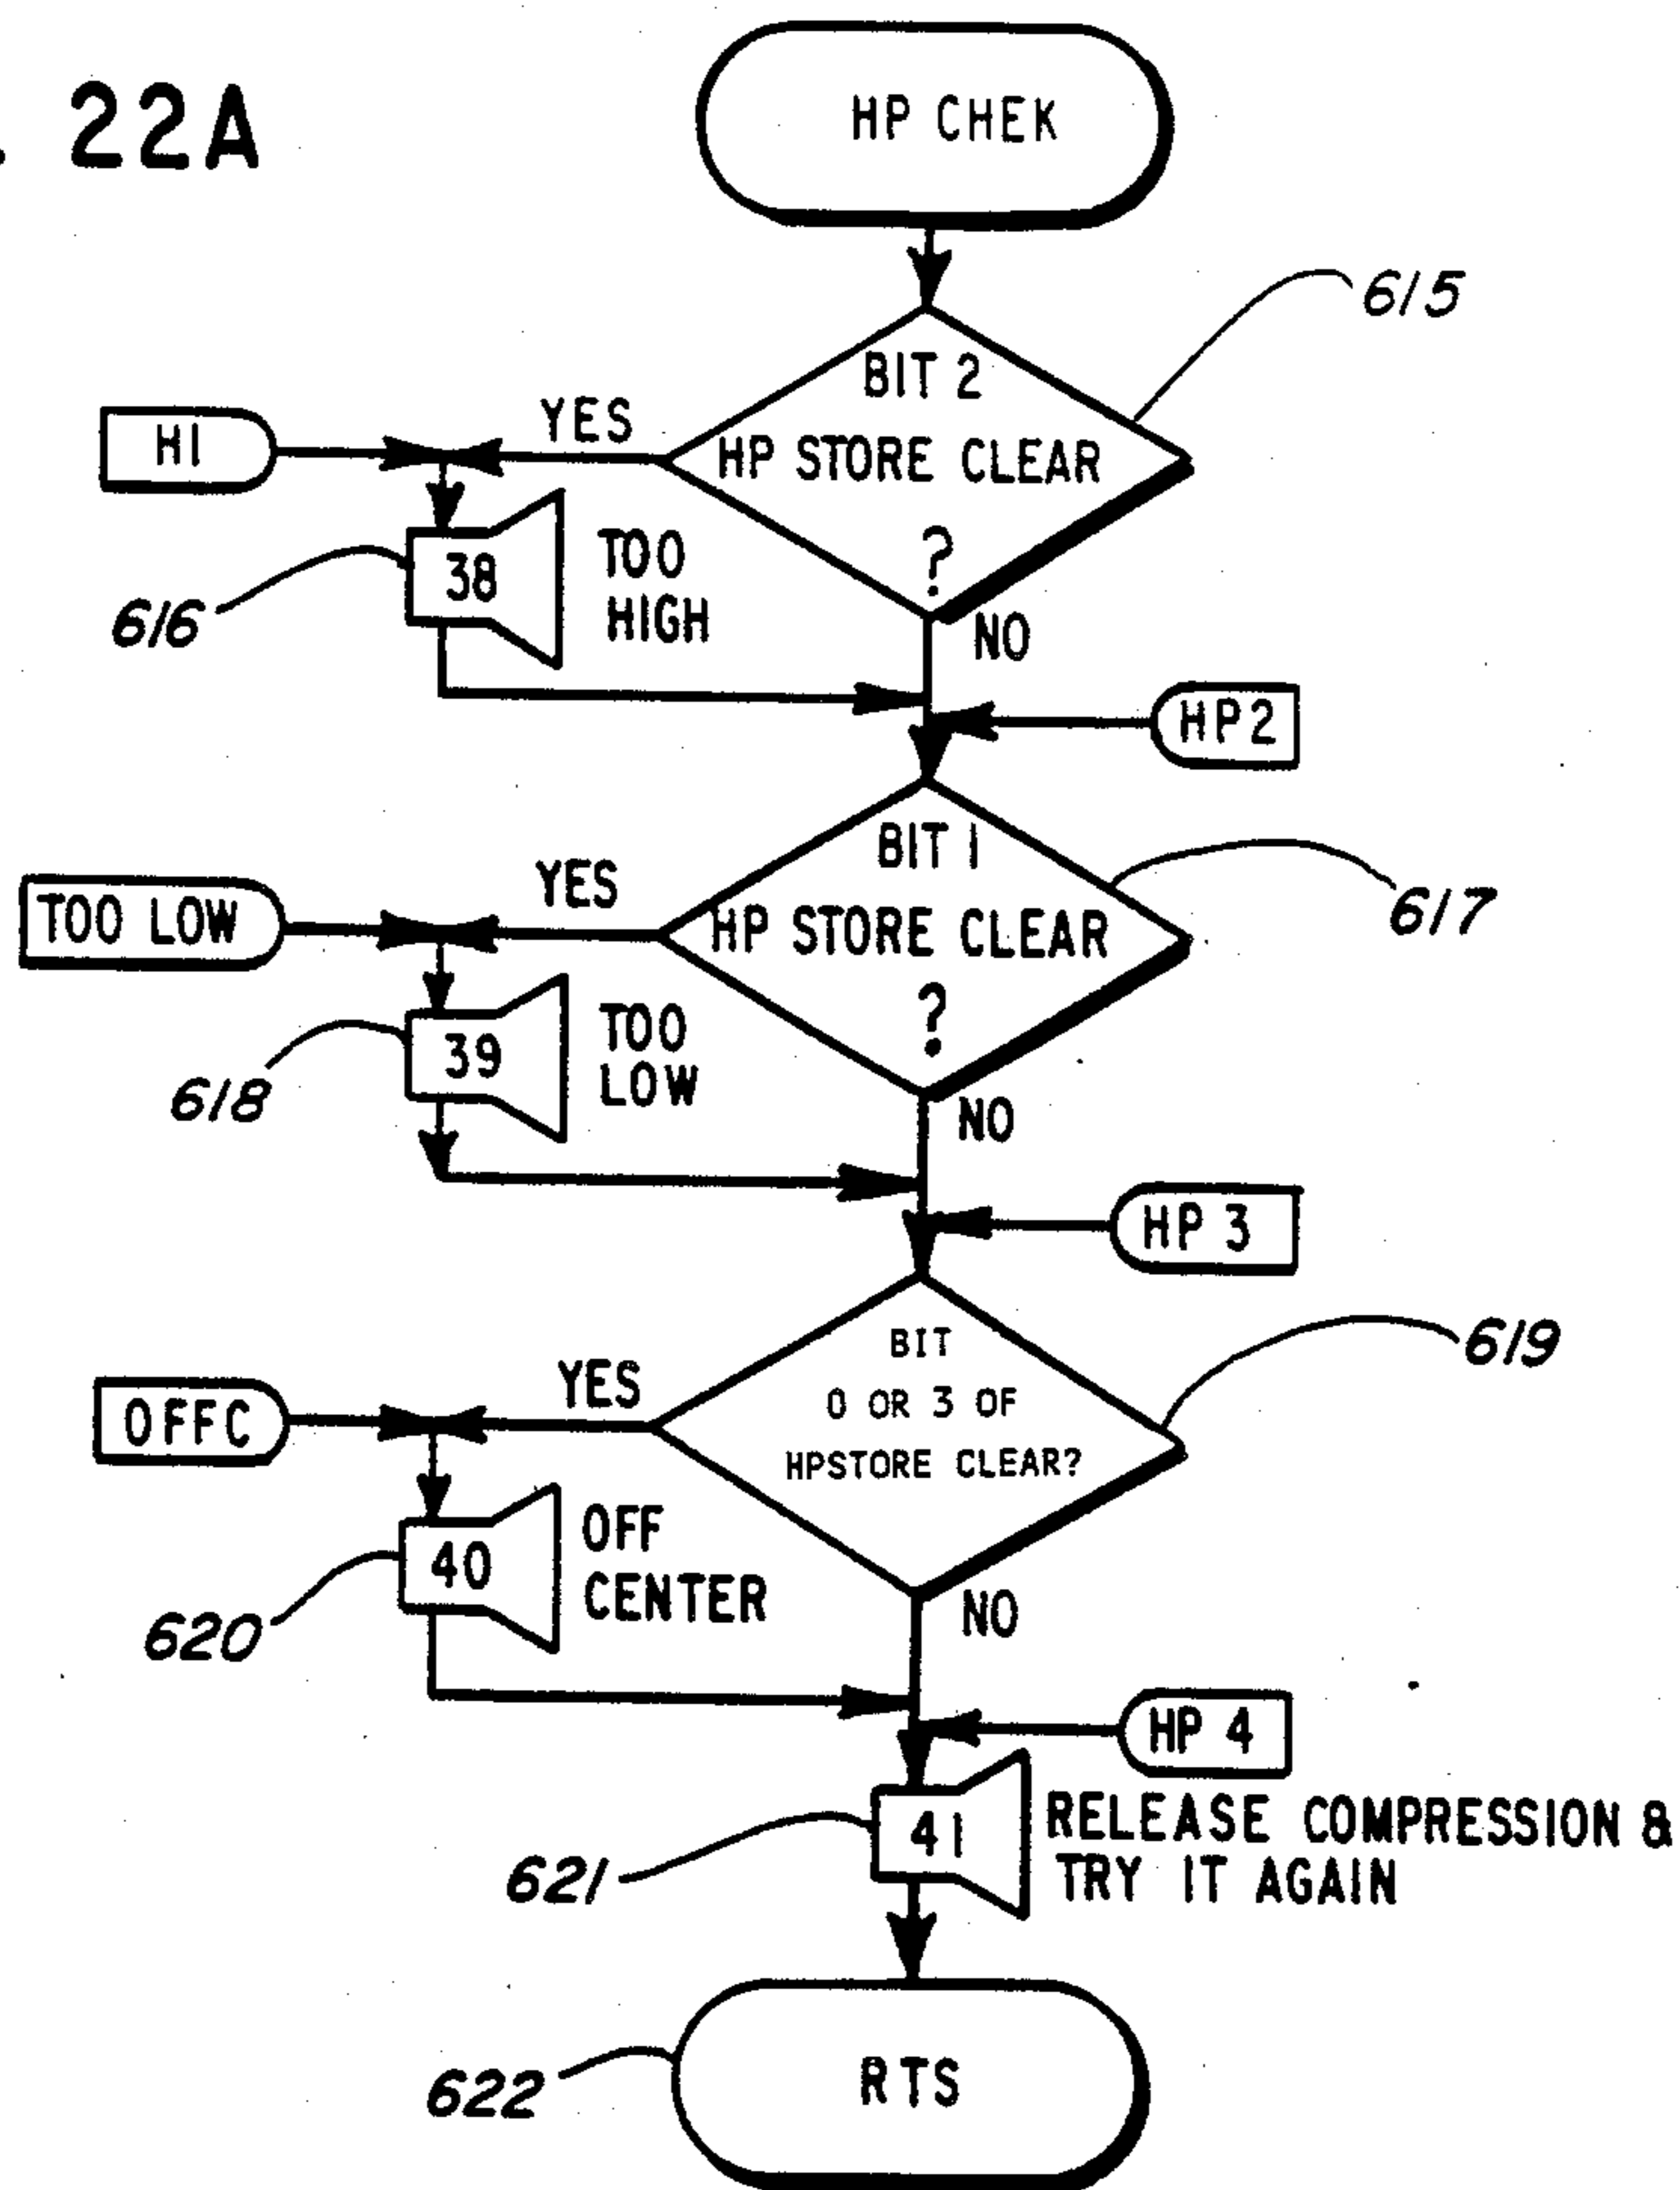 22A
HP CHEK
615
BIT 2
HP STORE CLEAR
?
YES
HI
38
TOO
HIGH
616
NO
HP2
BIT 1
HP STORE CLEAR
?
617
YES
TOO LOW
39
TOO
LOW
618
NO
HP 3
BIT
0 OR 3 OF
HPSTORE CLEAR?
619
YES
OFFC
40
OFF
CENTER
620
NO
HP 4
41
RELEASE COMPRESSION &
TRY IT AGAIN
621
RTS
622